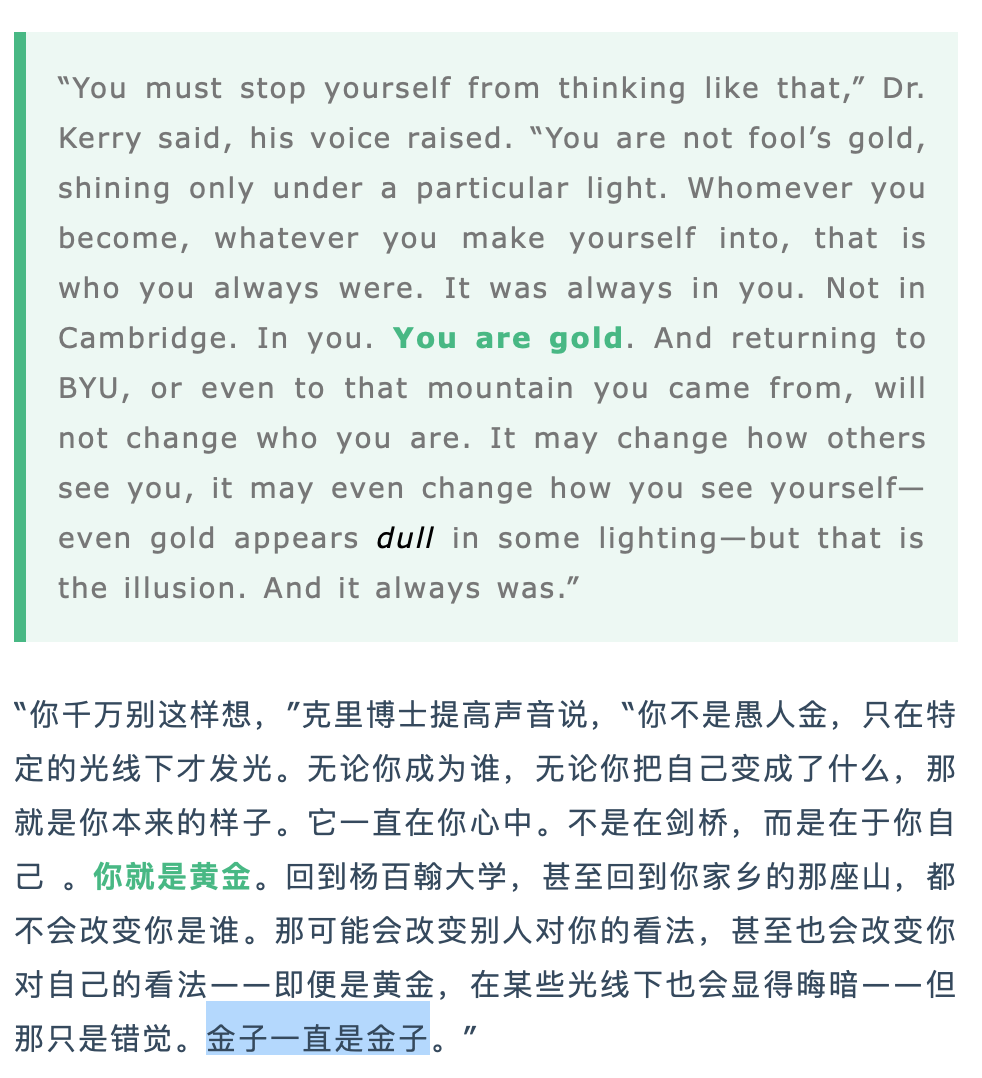 “You must stop yourself from thinking like that,” Dr.
Kerry said, his voice raised. “You are not fool’s gold,
shining only under a particular light. Whomever you
become, whatever you make yourself into, that is
who you always were. It was always in you. Not in
Cambridge. In you. You are gold. And returning to
BYU, or even to that mountain you came from, will
not change who you are. It may change how others
see you, it may even change how you see yourself—
even gold appears dull in some lighting—but that is
the illusion. And it always was.”
“你千万别这样想，”克里博士提高声音说，“你不是愚人金，只在特
定的光线下才发光。无论你成为谁，无论你把自己变成了什么，那
就是你本来的样子。它一直在你心中。不是在剑桥，而是在于你自
己 。你就是黄金。回到杨百翰大学，甚至回到你家乡的那座山，都
不会改变你是谁。那可能会改变别人对你的看法，甚至也会改变你
对自己的看法——即便是黄金，在某些光线下也会显得晦暗——但
那只是错觉。金子一直是金子。”